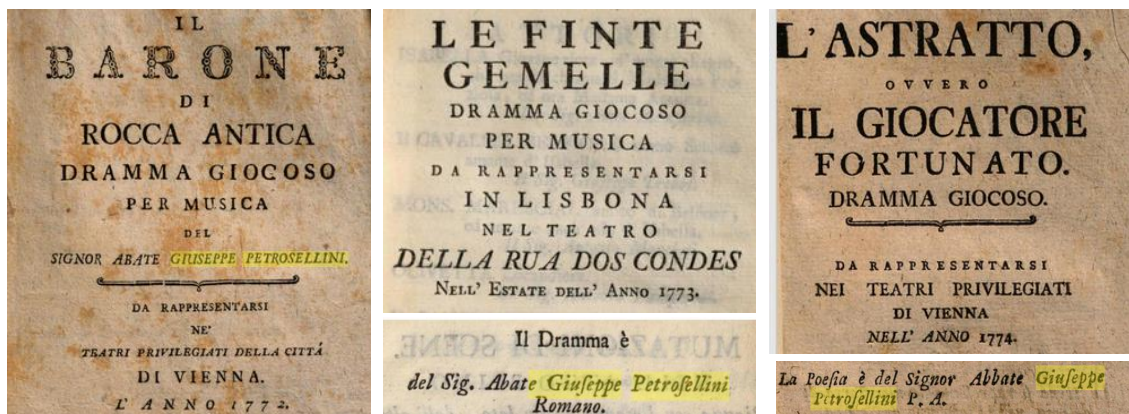 IL
BARONE
DI
ROCCA ANTICA
DRAMMA GIOCOSO
PER MUSICA
DEL
SIGNOR ABATE GIUSEPPE PETROSELLINI.
DA RAPPRESENTARSI
NE'
TEATRI PRIVILEGIATI DELLA CITTÁ
DI VIENNA.
L' ANNO 1772.
LE FINTE
GEMELLE
DRAMMA GIOCOSO
PER MUSICA
DA RAPPRESENTARSI
IN LISBONA
NEL TEATRO
DELLA RUA DOS CONDES
NELL' ESTATE DELL' ANNO 1773.
Il Dramma è
del Sig. Abate Giuſeppe Petroſellini
Romano.
L'ASTRATTO,
OVVERO
IL GIOCATORE
FORTUNATO.
DRAMMA GIOCOSO.
DA RAPPRESENTARSI
NEI TEATRI PRIVILEGIATI
DI VIENNA
NELL' ANNO 1774.
La Poeſia è del Signor Abbate Giuſeppe
Petroſellini P. A.